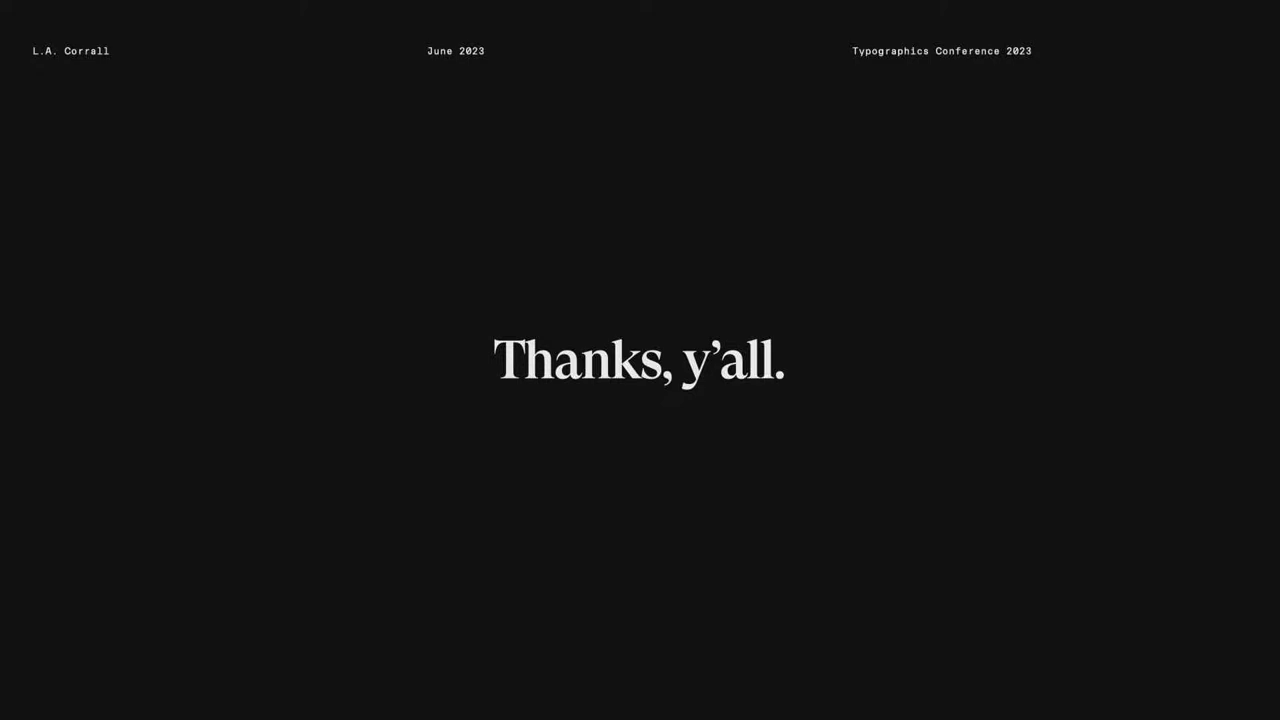 L.A. Corrall
June 2023
Typographics Conference 2023
Thanks, y’all.